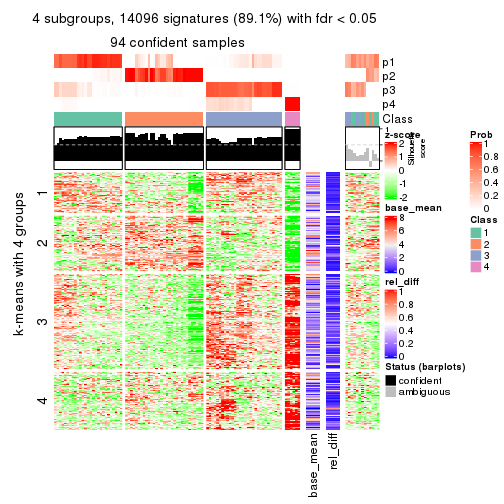 4 subgroups, 14096 signatures (89.1%) with fdr < 0.05
94 confident samples
p1
p2
p3
p4
Class
1
Silhouette
score
k-means with 4 groups
1
2
3
4
base_mean
rel_diff
z-score
2
1
0
-1
-2
base_mean
8
6
4
2
0
rel_diff
1
0.8
0.6
0.4
0.2
0
Status (barplots)
confident
ambiguous
Prob
1
0.8
0.6
0.4
0.2
0
Class
1
2
3
4